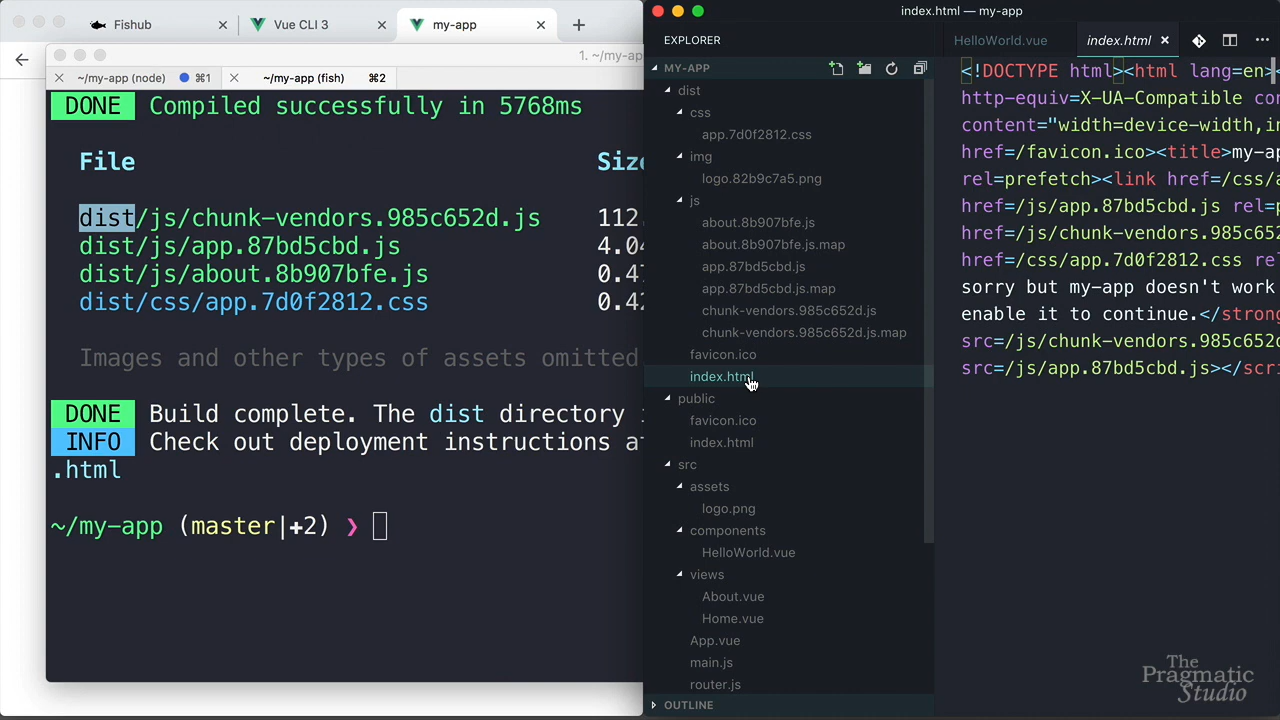 Fishub
Vue CLI 3
my-app
1. ~/my-app
~/my-app (node)
⌘1
~/my-app (fish)
⌘2
DONE Compiled successfully in 5768ms
File
dist/js/chunk-vendors.985c652d.js 112
dist/js/app.87bd5cbd.js 4.04
dist/js/about.8b907bfe.js 0.47
dist/css/app.7d0f2812.css 0.42
Images and other types of assets omitted
DONE Build complete. The dist directory
INFO Check out deployment instructions
.html
~/my-app (master|✚2) ❯
index.html — my-app
EXPLORER
MY-APP
dist
css
app.7d0f2812.css
img
logo.82b9c7a5.png
js
about.8b907bfe.js
about.8b907bfe.js.map
app.87bd5cbd.js
app.87bd5cbd.js.map
chunk-vendors.985c652d.js
chunk-vendors.985c652d.js.map
favicon.ico
index.html
public
favicon.ico
index.html
src
assets
logo.png
components
HelloWorld.vue
views
About.vue
Home.vue
App.vue
main.js
router.js
OUTLINE
HelloWorld.vue
index.html
<!DOCTYPE html><html lang=en>
http-equiv=X-UA-Compatible
content="width=device-width,
href=/favicon.ico><title>my-
rel=prefetch><link href=/css/
href=/js/app.87bd5cbd.js rel=
href=/js/chunk-vendors.985c652
href=/css/app.7d0f2812.css
sorry but my-app doesn't work
enable it to continue.</strong
src=/js/chunk-vendors.985c652
src=/js/app.87bd5cbd.js></scri
The
Pragmatic
Studio